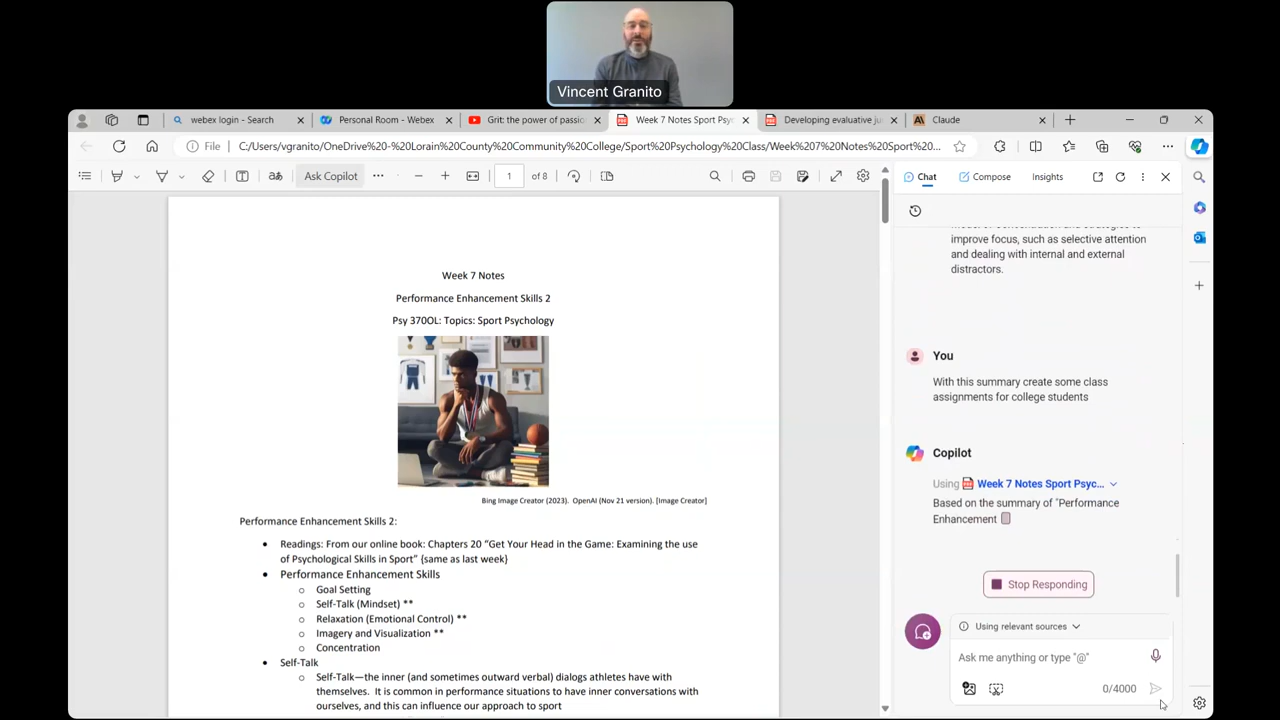 Vincent Granito
webex login - Search
Personal Room - Webex
Grit: the power of passio
Week 7 Notes Sport Psyc
Developing evaluative ju
Claude
File
C:/Users/vgranito/OneDrive%20-%20Lorain%20County%20Community%20College/Sport%20Psychology%20Class/Week%207%20Notes%20Sport%20...
Ask Copilot
1
of 8
Chat
Compose
Insights
Week 7 Notes
Performance Enhancement Skills 2
Psy 370OL: Topics: Sport Psychology
Bing Image Creator (2023). OpenAI (Nov 21 version). [Image Creator]
Performance Enhancement Skills 2:
• Readings: From our online book: Chapters 20 "Get Your Head in the Game: Examining the use
of Psychological Skills in Sport" {same as last week}
• Performance Enhancement Skills
o Goal Setting
o Self-Talk (Mindset) **
o Relaxation (Emotional Control) **
o Imagery and Visualization **
o Concentration
• Self-Talk
o Self-Talk—the inner (and sometimes outward verbal) dialogs athletes have with
themselves. It is common in performance situations to have inner conversations with
ourselves, and this can influence our approach to sport
improve focus, such as selective attention
and dealing with internal and external
distractors.
You
With this summary create some class
assignments for college students
Copilot
Using Week 7 Notes Sport Psyc...
Based on the summary of "Performance
Enhancement
Stop Responding
Using relevant sources
Ask me anything or type "@"
0/4000